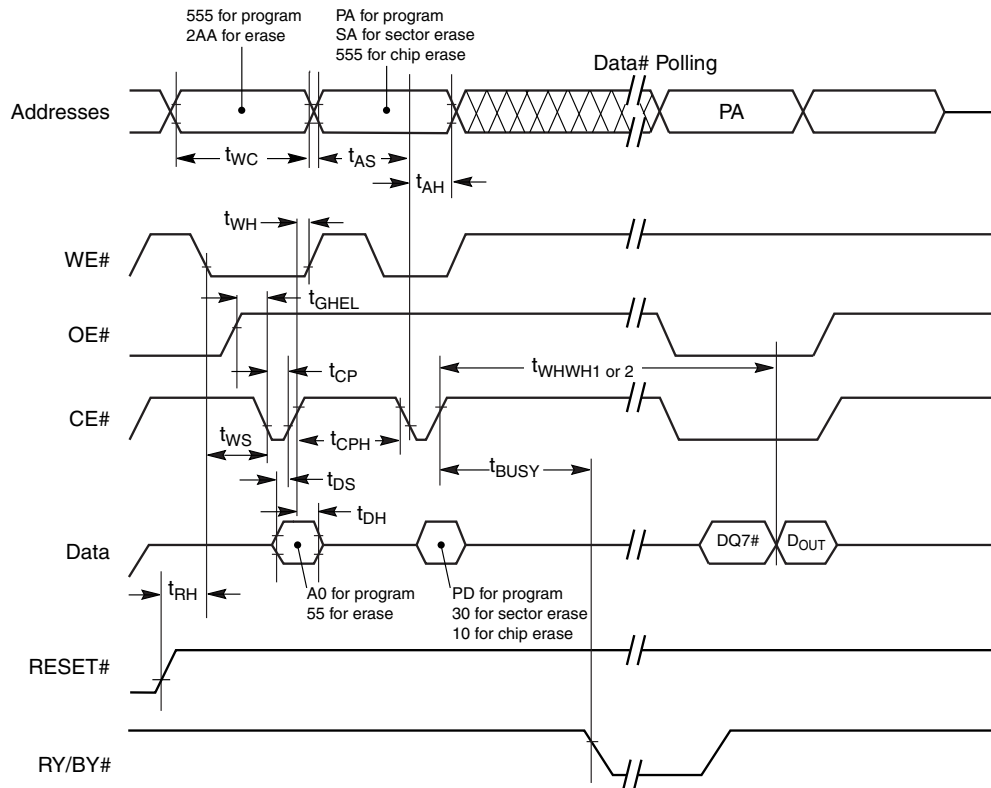 555 for program
2AA for erase
PA for program
SA for sector erase
555 for chip erase
Data# Polling
Addresses
PA
tWC
tAS
tAH
tWH
WE#
tGHEL
OE#
tWHWH1 or 2
tCP
CE#
tWS
tCPH
tBUSY
tDS
tDH
Data
DQ7#
DOUT
tRH
A0 for program
55 for erase
PD for program
30 for sector erase
10 for chip erase
RESET#
RY/BY#